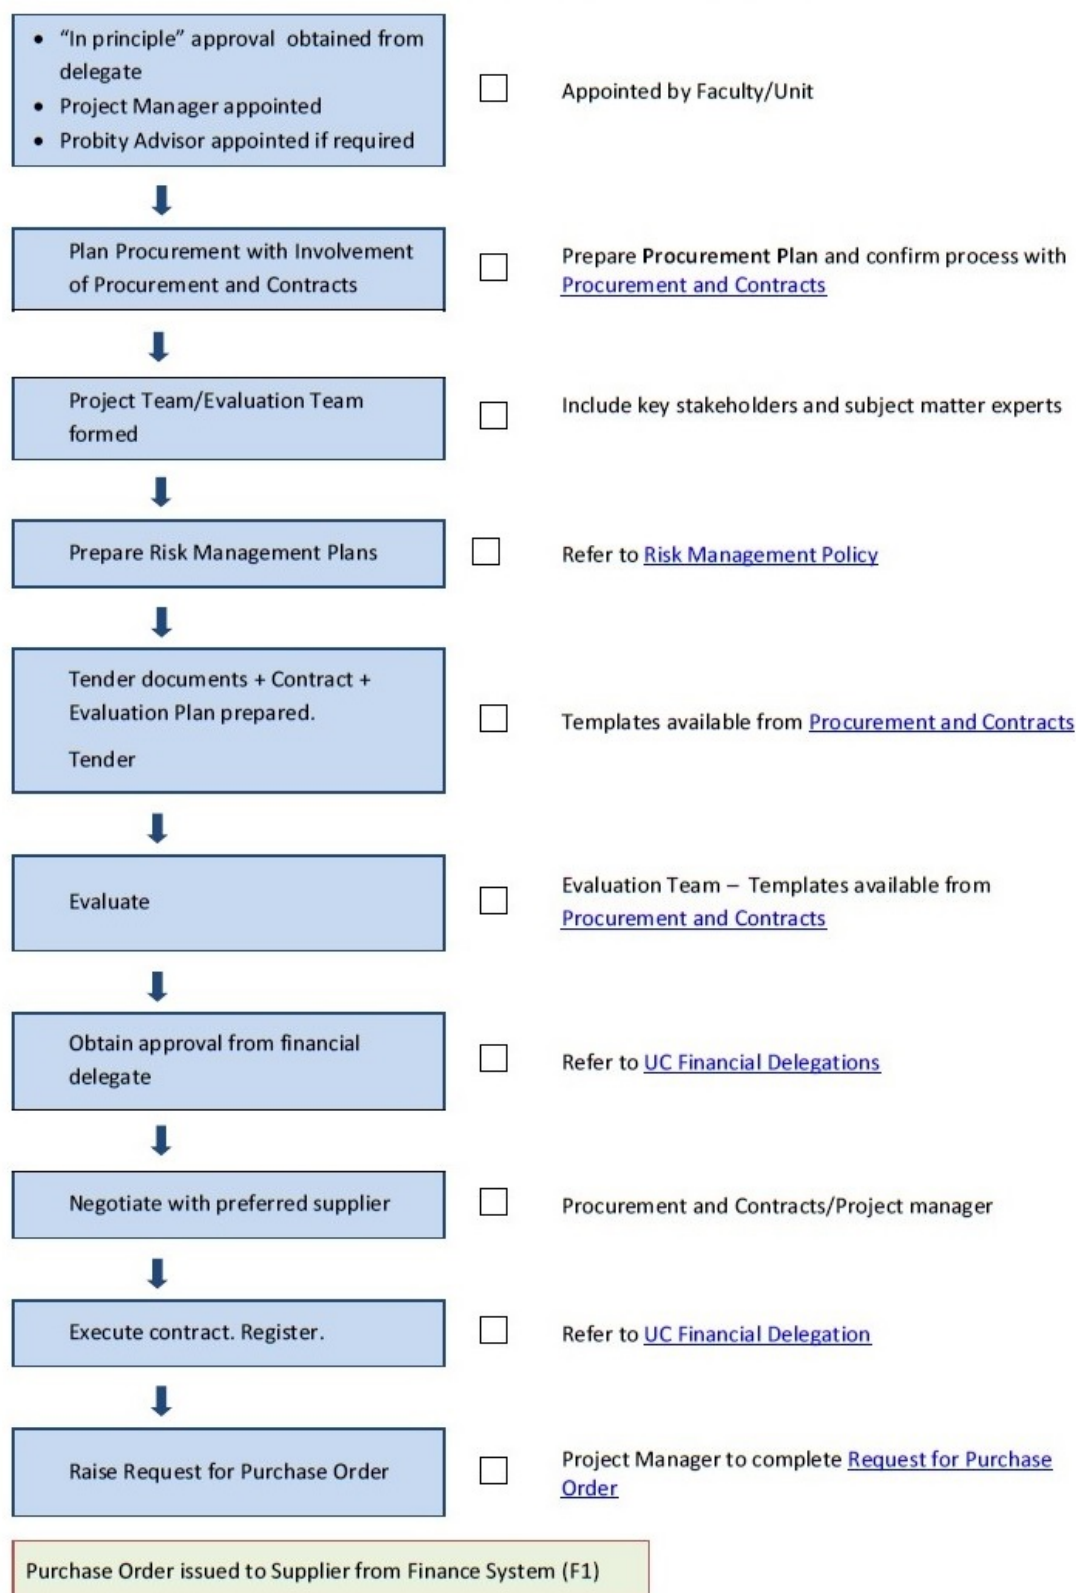 • “In principle” approval obtained from
delegate
• Project Manager appointed
• Probity Advisor appointed if required
Appointed by Faculty/Unit
Plan Procurement with Involvement
of Procurement and Contracts
Prepare Procurement Plan and confirm process with
Procurement and Contracts
Project Team/Evaluation Team
formed
Include key stakeholders and subject matter experts
Prepare Risk Management Plans
Refer to Risk Management Policy
Tender documents + Contract +
Evaluation Plan prepared.
Tender
Templates available from Procurement and Contracts
Evaluate
Evaluation Team – Templates available from
Procurement and Contracts
Obtain approval from financial
delegate
Refer to UC Financial Delegations
Negotiate with preferred supplier
Procurement and Contracts/Project manager
Execute contract. Register.
Refer to UC Financial Delegation
Raise Request for Purchase Order
Project Manager to complete Request for Purchase
Order
Purchase Order issued to Supplier from Finance System (F1)